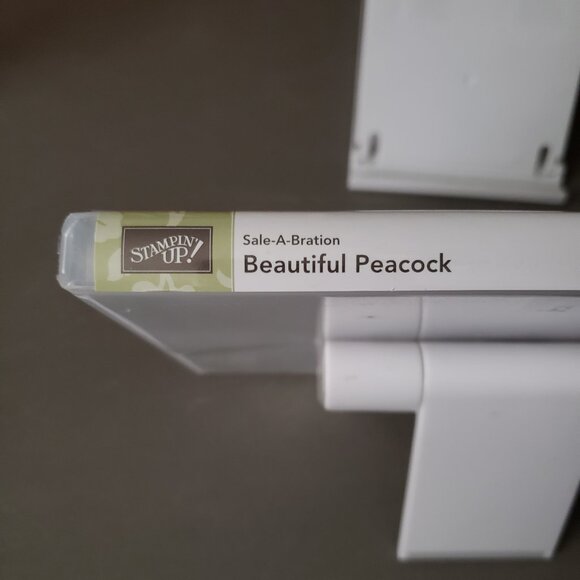 STAMPIN'
UP!
Sale-A-Bration
Beautiful Peacock